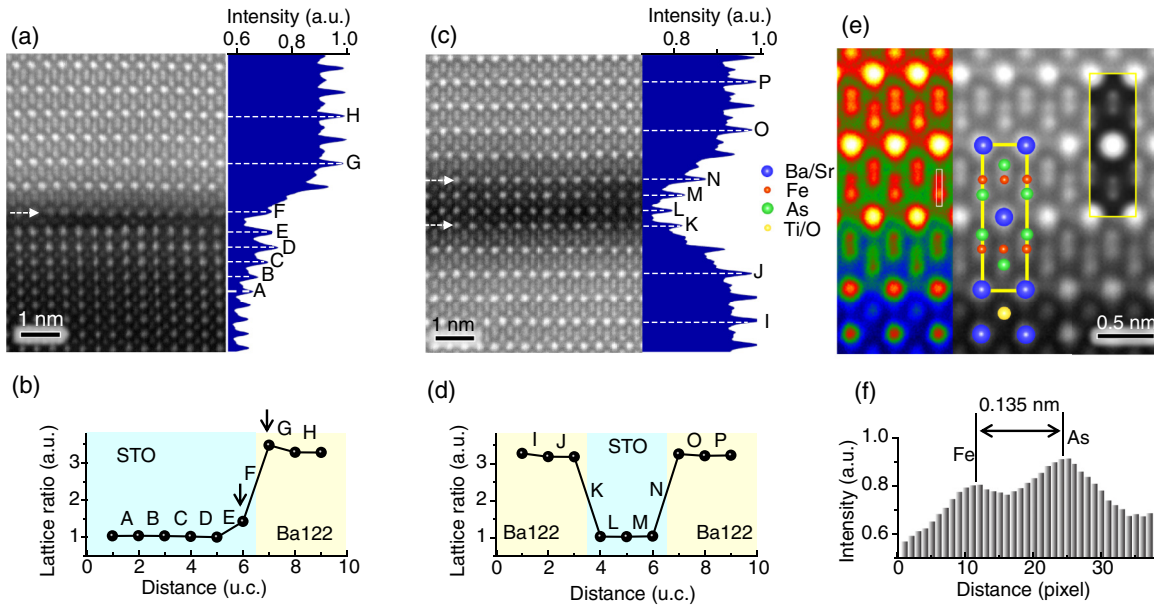 (a)
Intensity (a.u.)
0.6 0.8 1.0
H
G
F
E
D
C
B
A
1 nm
(c)
Intensity (a.u.)
0.8 1.0
P
O
N
M
L
K
J
I
1 nm
Ba/Sr
Fe
As
Ti/O
(e)
0.5 nm
(b)
Lattice ratio (a.u.)
3
2
1
STO
A B C D E F G H
Ba122
0 2 4 6 8 10
Distance (u.c.)
(d)
Lattice ratio (a.u.)
3
2
1
I J STO O P
K L M N
Ba122 Ba122
0 2 4 6 8 10
Distance (u.c.)
(f)
0.135 nm
Intensity (a.u.)
1.0
0.8
0.6
Fe As
0 10 20 30
Distance (pixel)